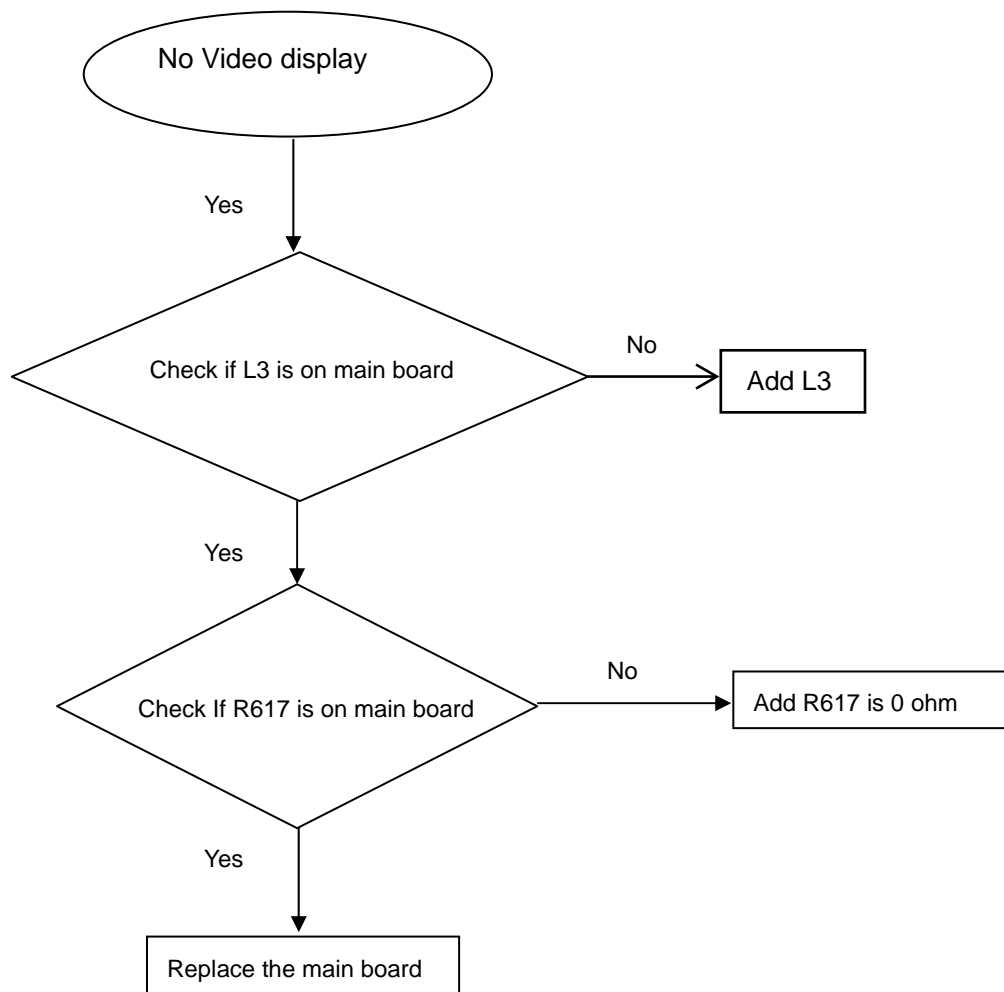 No Video display
Yes
Check if L3 is on main board
No
Add L3
Yes
Check If R617 is on main board
No
Add R617 is 0 ohm
Yes
Replace the main board